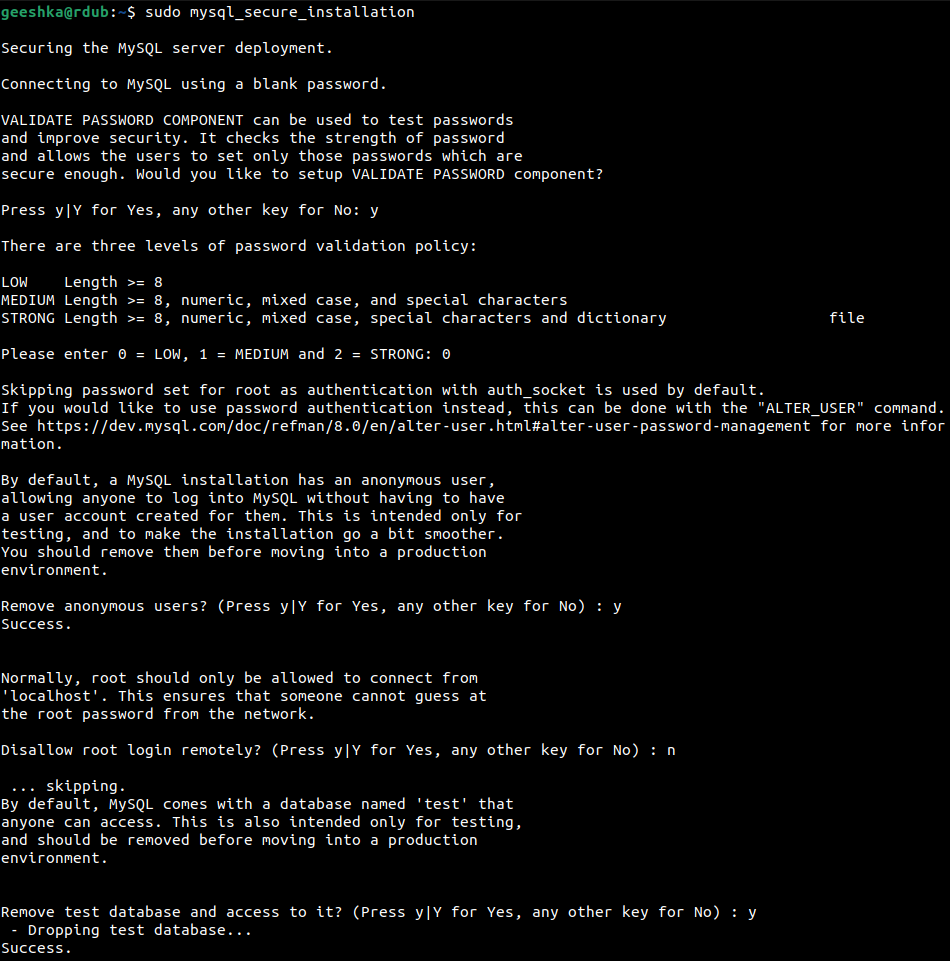 geeshka@rdub:~$ sudo mysql_secure_installation
Securing the MySQL server deployment.
Connecting to MySQL using a blank password.
VALIDATE PASSWORD COMPONENT can be used to test passwords
and improve security. It checks the strength of password
and allows the users to set only those passwords which are
secure enough. Would you like to setup VALIDATE PASSWORD component?
Press y|Y for Yes, any other key for No: y
There are three levels of password validation policy:
LOW    Length >= 8
MEDIUM Length >= 8, numeric, mixed case, and special characters
STRONG Length >= 8, numeric, mixed case, special characters and dictionary                  file
Please enter 0 = LOW, 1 = MEDIUM and 2 = STRONG: 0
Skipping password set for root as authentication with auth_socket is used by default.
If you would like to use password authentication instead, this can be done with the "ALTER_USER" command.
See https://dev.mysql.com/doc/refman/8.0/en/alter-user.html#alter-user-password-management for more infor
mation.
By default, a MySQL installation has an anonymous user,
allowing anyone to log into MySQL without having to have
a user account created for them. This is intended only for
testing, and to make the installation go a bit smoother.
You should remove them before moving into a production
environment.
Remove anonymous users? (Press y|Y for Yes, any other key for No) : y
Success.
Normally, root should only be allowed to connect from
'localhost'. This ensures that someone cannot guess at
the root password from the network.
Disallow root login remotely? (Press y|Y for Yes, any other key for No) : n
 ... skipping.
By default, MySQL comes with a database named 'test' that
anyone can access. This is also intended only for testing,
and should be removed before moving into a production
environment.
Remove test database and access to it? (Press y|Y for Yes, any other key for No) : y
 - Dropping test database...
Success.